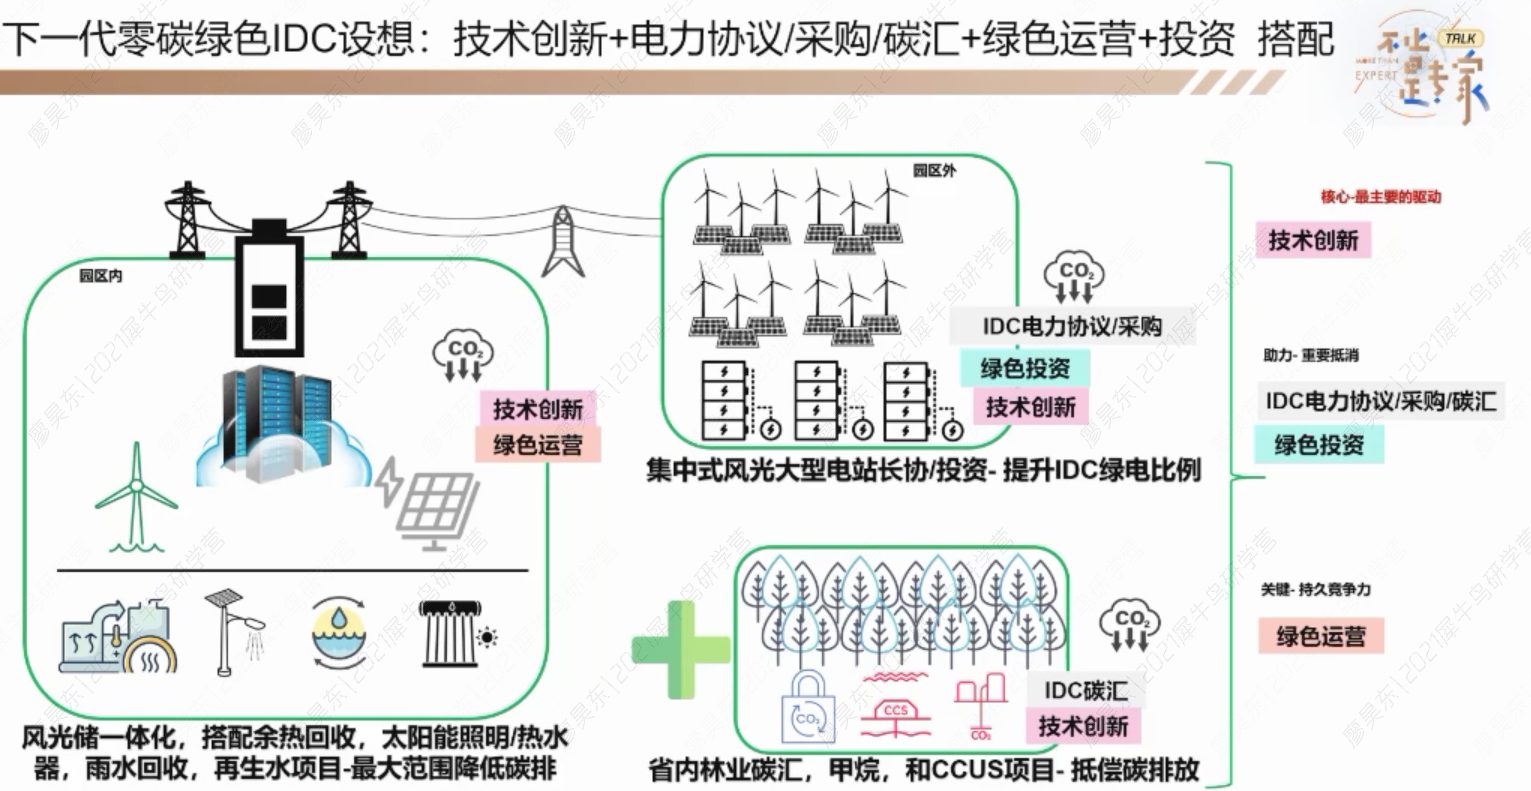 下一代零碳绿色IDC设想：技术创新+电力协议/采购/碳汇+绿色运营+投资 搭配
不止
TALK
MORE THAN
EXPERT
是专家
园区内
CO₂
技术创新
绿色运营
风光储一体化，搭配余热回收，太阳能照明/热水
器，雨水回收，再生水项目-最大范围降低碳排
园区外
CO₂
IDC电力协议/采购
绿色投资
技术创新
集中式风光大型电站长协/投资- 提升IDC绿电比例
CO₂
CO₂
CCS
CO₂
IDC碳汇
技术创新
省内林业碳汇，甲烷，和CCUS项目- 抵偿碳排放
核心-最主要的驱动
技术创新
助力- 重要抵消
IDC电力协议/采购/碳汇
绿色投资
关键- 持久竞争力
绿色运营
廖昊东|2021犀牛鸟研学营